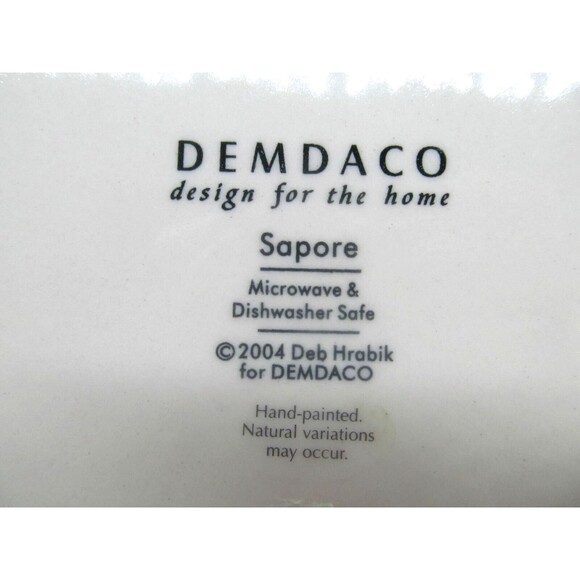 DEMDACO
design for the home
Sapore
Microwave &
Dishwasher Safe
©2004 Deb Hrabik
for DEMDACO
Hand-painted.
Natural variations
may occur.